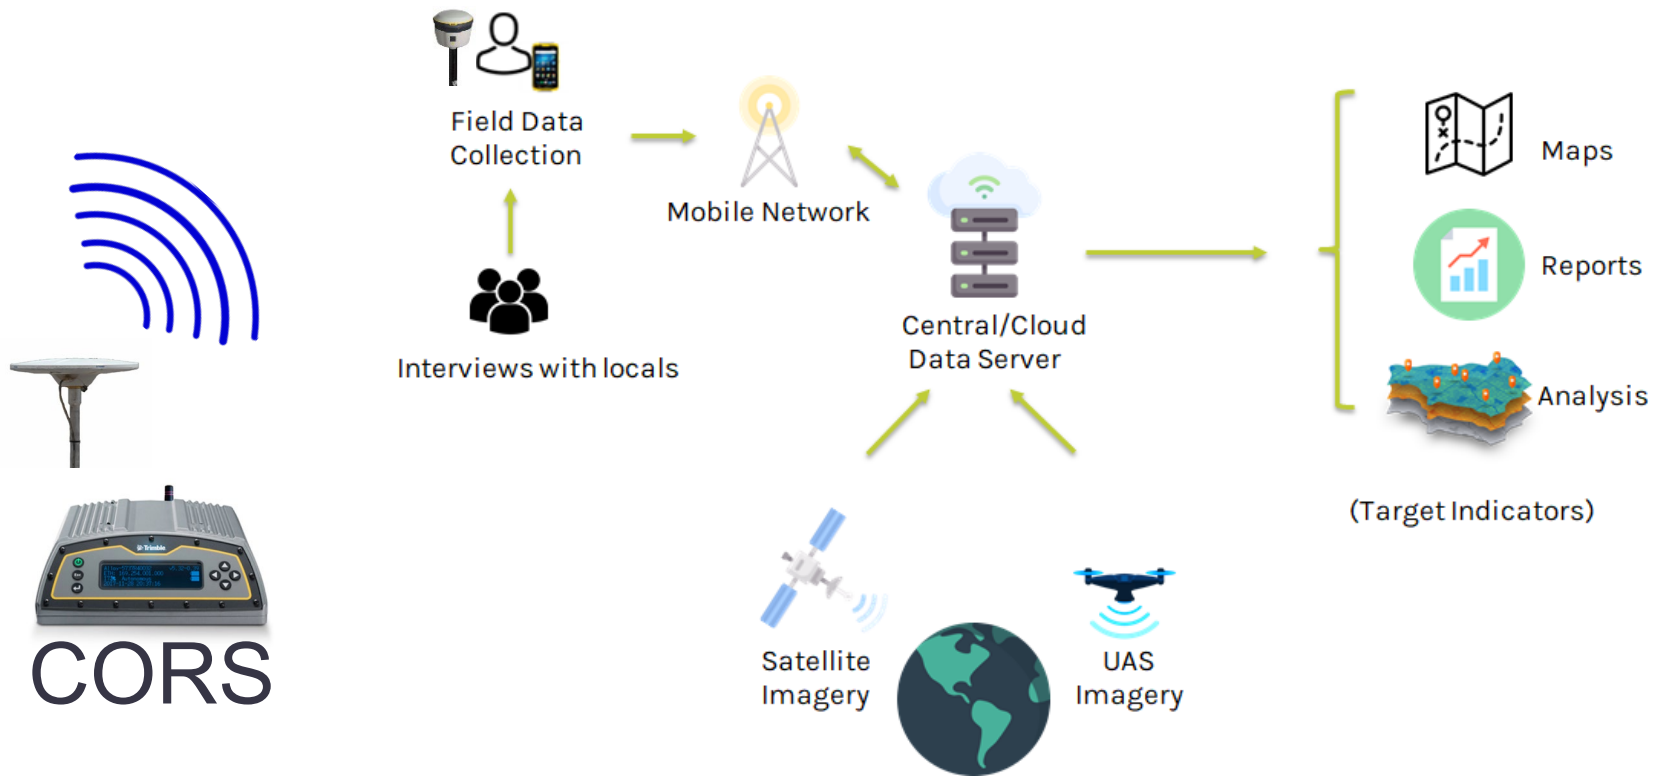 Field Data
Collection
Mobile Network
Interviews with locals
Central/Cloud
Data Server
Maps
Reports
Analysis
(Target Indicators)
Trimble
CORS
Satellite
Imagery
UAS
Imagery